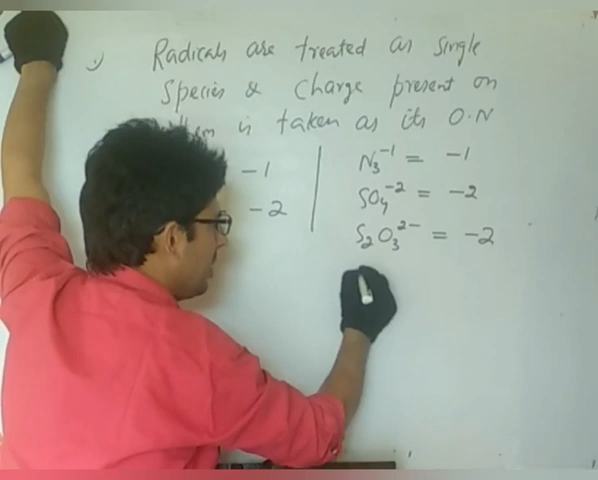 Radicals are treated as single
Species & Charge present on
is taken as its O.N
-1
-2
N₃⁻¹ = -1
SO₄⁻² = -2
S₂O₃²⁻ = -2